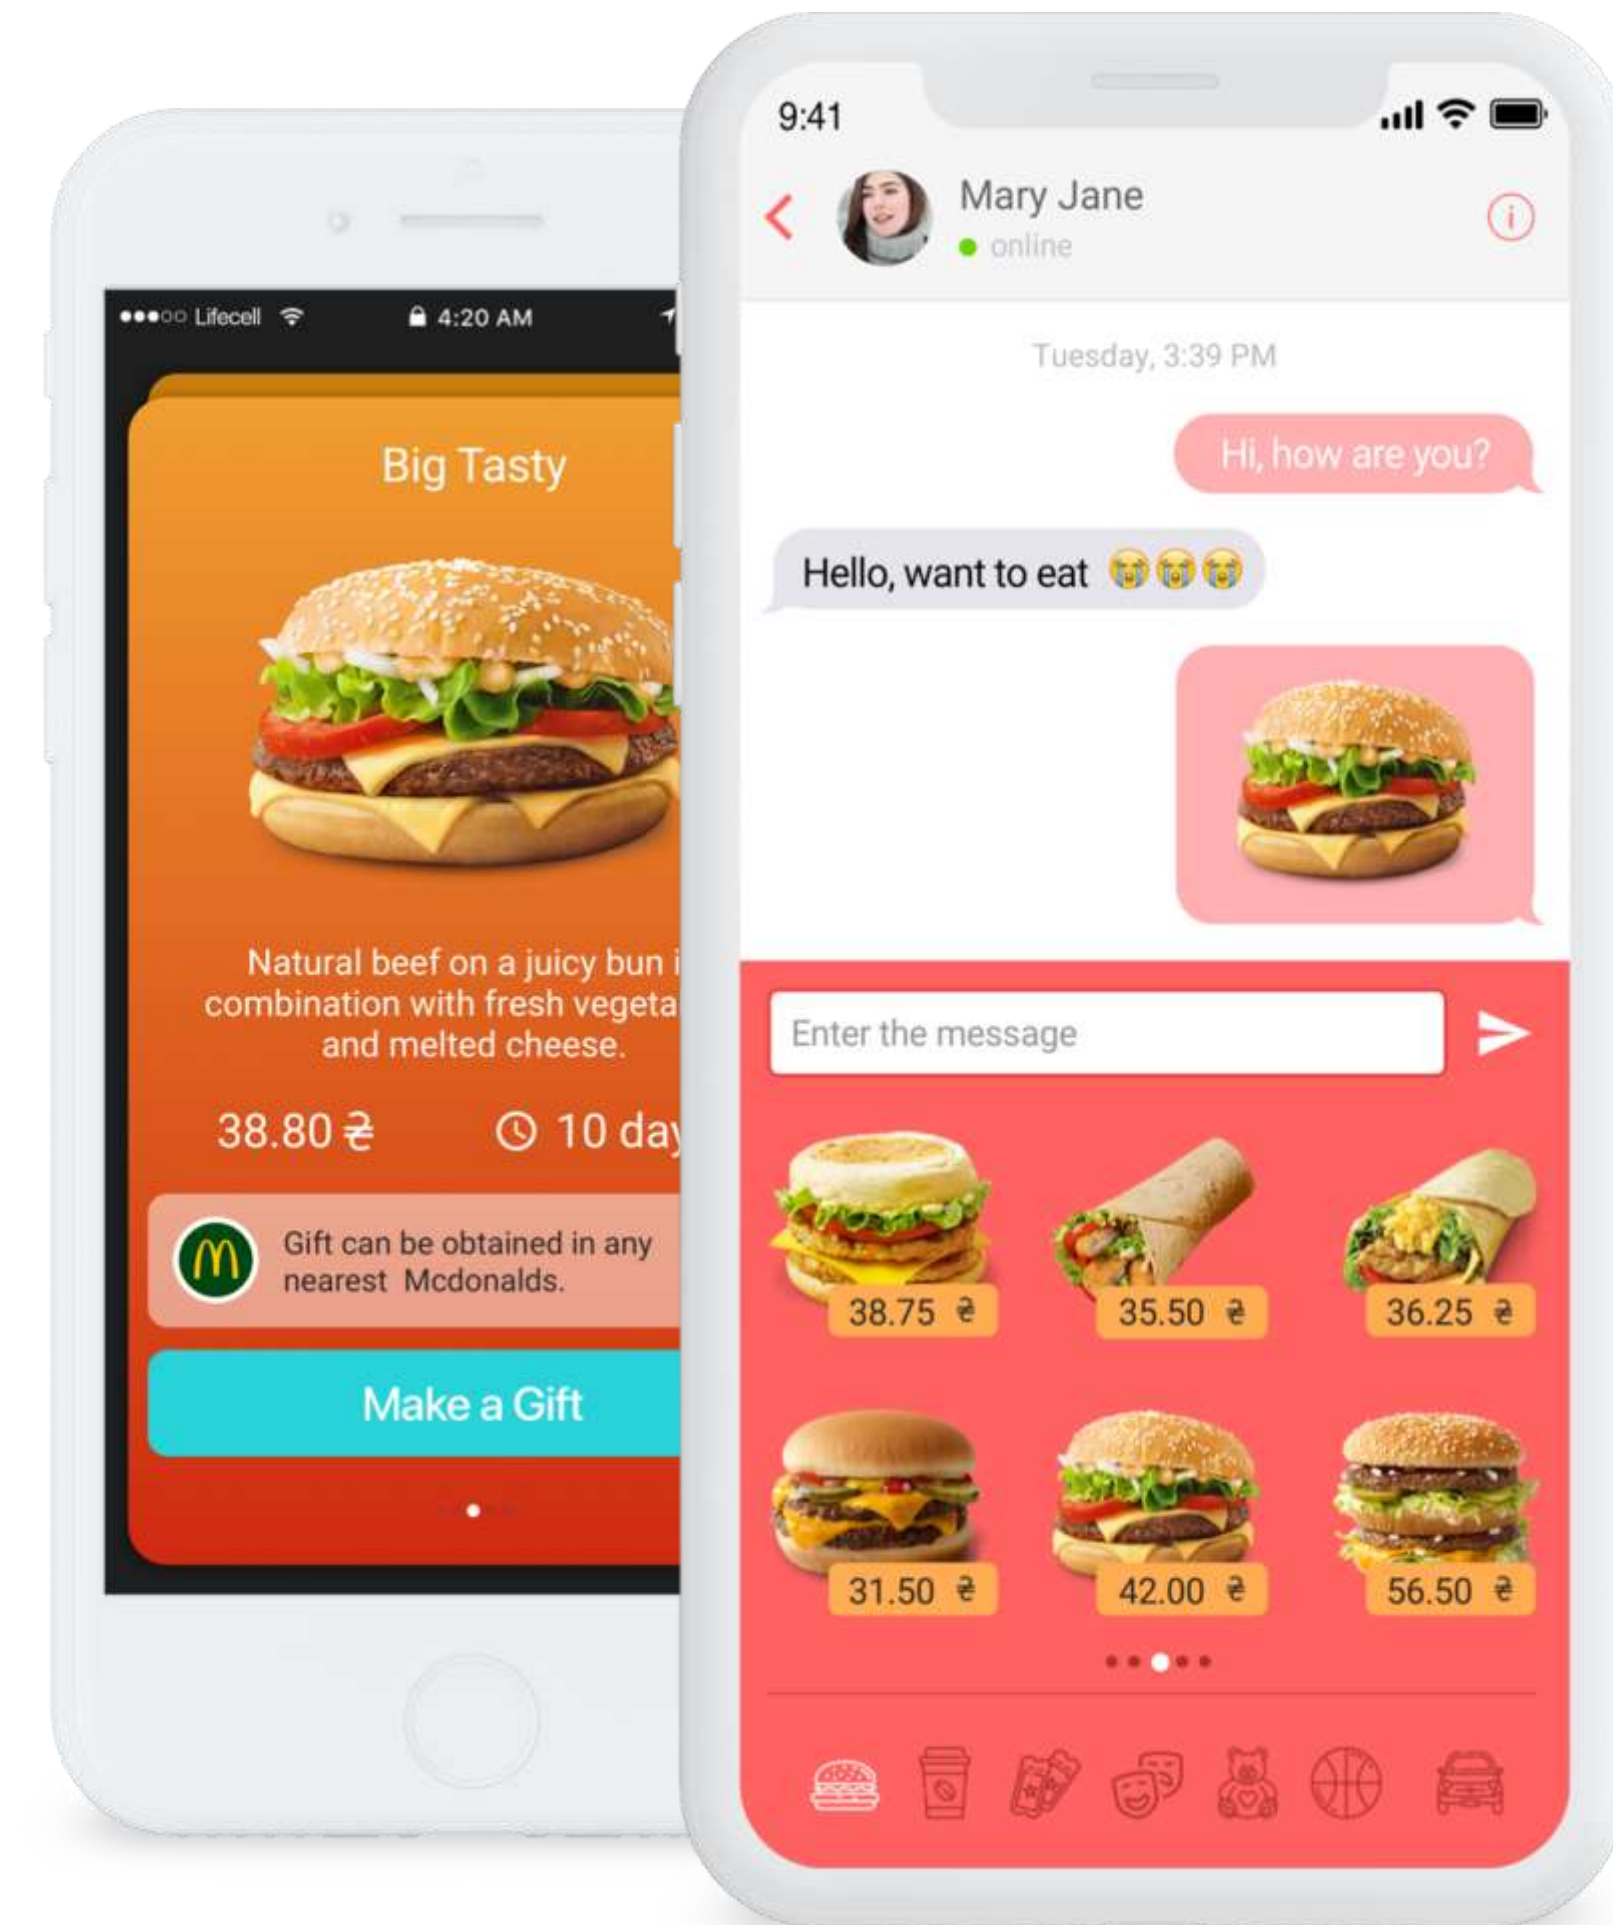 Lifecell
4:20 AM
Big Tasty
Natural beef on a juicy bun
combination with fresh
and melted cheese.
38.80 ₴
10
Gift can be obtained in any
nearest Mcdonalds.
Make a Gift
9:41
Mary Jane
online
Tuesday, 3:39 PM
Hi, how are you?
Hello, want to eat 😭😭😭
Enter the message
38.75 ₴
35.50 ₴
36.25 ₴
31.50 ₴
42.00 ₴
56.50 ₴